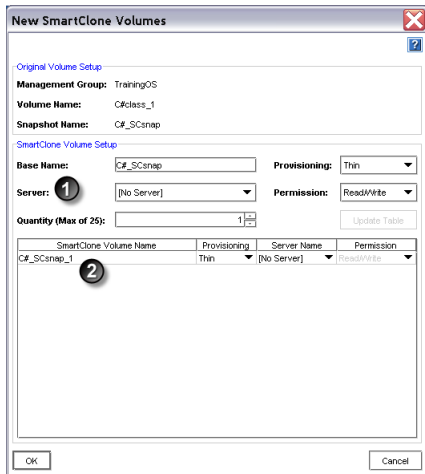 New SmartClone Volumes
?
Original Volume Setup
Management Group: TrainingOS
Volume Name: C#class_1
Snapshot Name: C#_SCsnap
SmartClone Volume Setup
Base Name: C#_SCsnap Provisioning: Thin
Server: 1 [No Server] Permission: Read/Write
Quantity (Max of 25): 1 Update Table
SmartClone Volume Name Provisioning Server Name Permission
C#_SCsnap_1 Thin [No Server] Read/Write
2
OK Cancel